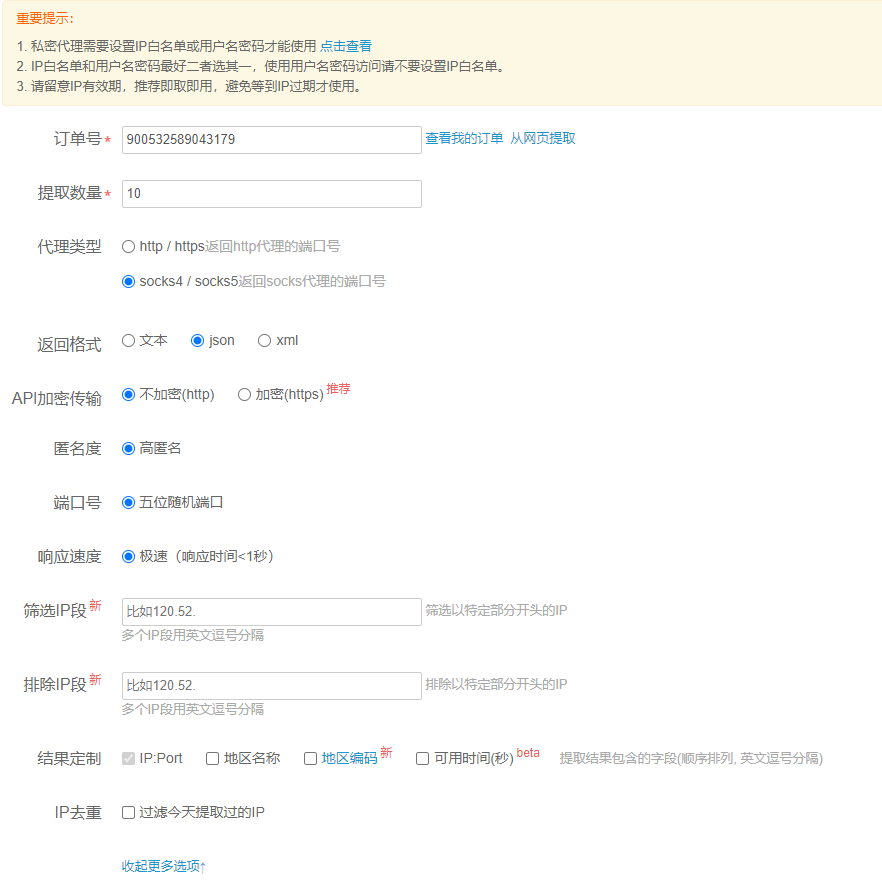 重要提示：
1. 私密代理需要设置IP白名单或用户名密码才能使用 点击查看
2. IP白名单和用户名密码最好二者选其一，使用用户名密码访问请不要设置IP白名单。
3. 请留意IP有效期，推荐即取即用，避免等到IP过期才使用。
订单号* 900532589043179 查看我的订单 从网页提取
提取数量* 10
代理类型 http / https返回http代理的端口号
socks4 / socks5返回socks代理的端口号
返回格式 文本 json xml
API加密传输 不加密(http) 加密(https) 推荐
匿名度 高匿名
端口号 五位随机端口
响应速度 极速（响应时间<1秒）
筛选IP段 新 比如120.52. 筛选以特定部分开头的IP
多个IP段用英文逗号分隔
排除IP段 新 比如120.52. 排除以特定部分开头的IP
多个IP段用英文逗号分隔
结果定制 IP:Port 地区名称 地区编码 新 可用时间(秒) beta 提取结果包含的字段(顺序排列, 英文逗号分隔)
IP去重 过滤今天提取过的IP
收起更多选项↑